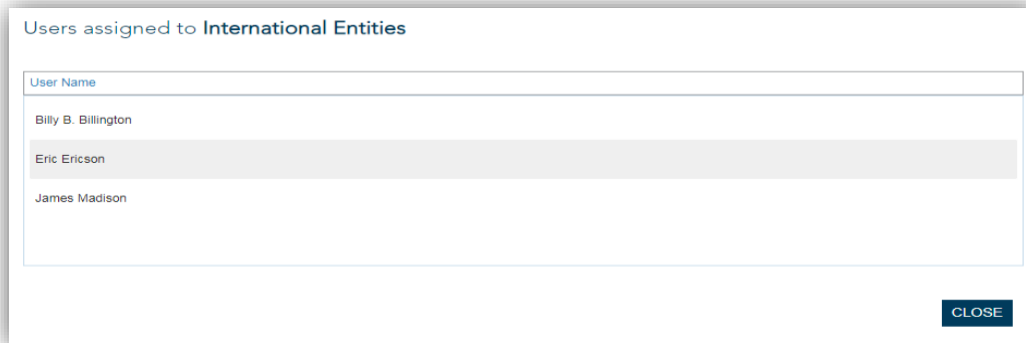 Users assigned to International Entities
User Name
Billy B. Billington
Eric Ericson
James Madison
CLOSE